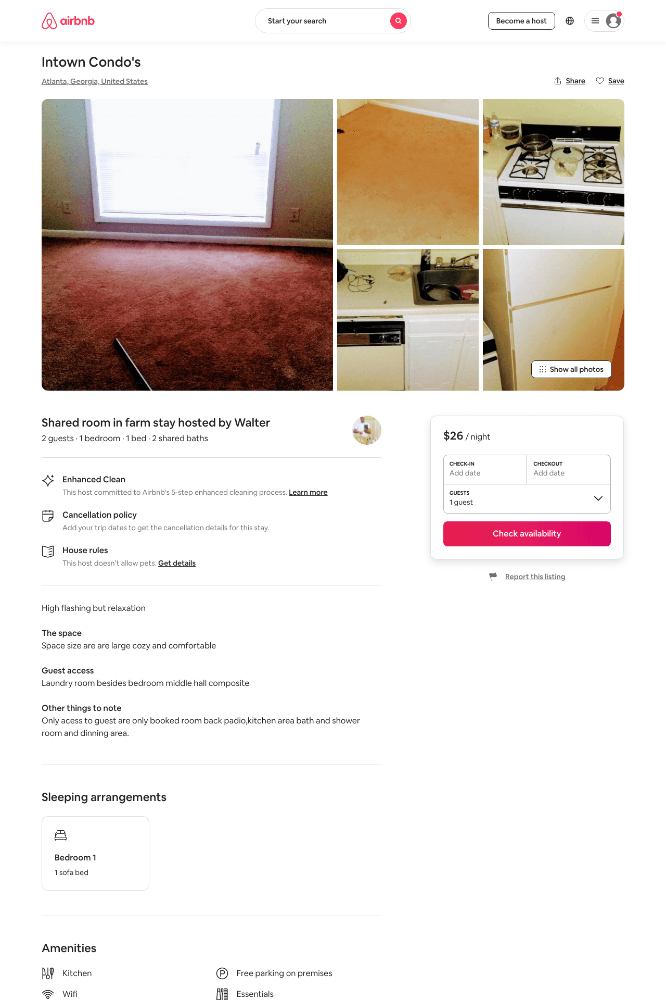 airbnb
Start your search
Become a host
Intown Condo's
Atlanta, Georgia, United States
Share
Save
Show all photos
Shared room in farm stay hosted by Walter
2 guests · 1 bedroom · 1 bed · 2 shared baths
Enhanced Clean
This host committed to Airbnb's 5-step enhanced cleaning process. Learn more
Cancellation policy
Add your trip dates to get the cancellation details for this stay.
House rules
This host doesn’t allow pets. Get details
$26 / night
CHECK-IN
Add date
CHECKOUT
Add date
GUESTS
1 guest
Check availability
Report this listing
High flashing but relaxation
The space
Space size are are large cozy and comfortable
Guest access
Laundry room besides bedroom middle hall composite
Other things to note
Only acess to guest are only booked room back padio,kitchen area bath and shower
room and dinning area.
Sleeping arrangements
Bedroom 1
1 sofa bed
Amenities
Kitchen
Free parking on premises
Wifi
Essentials